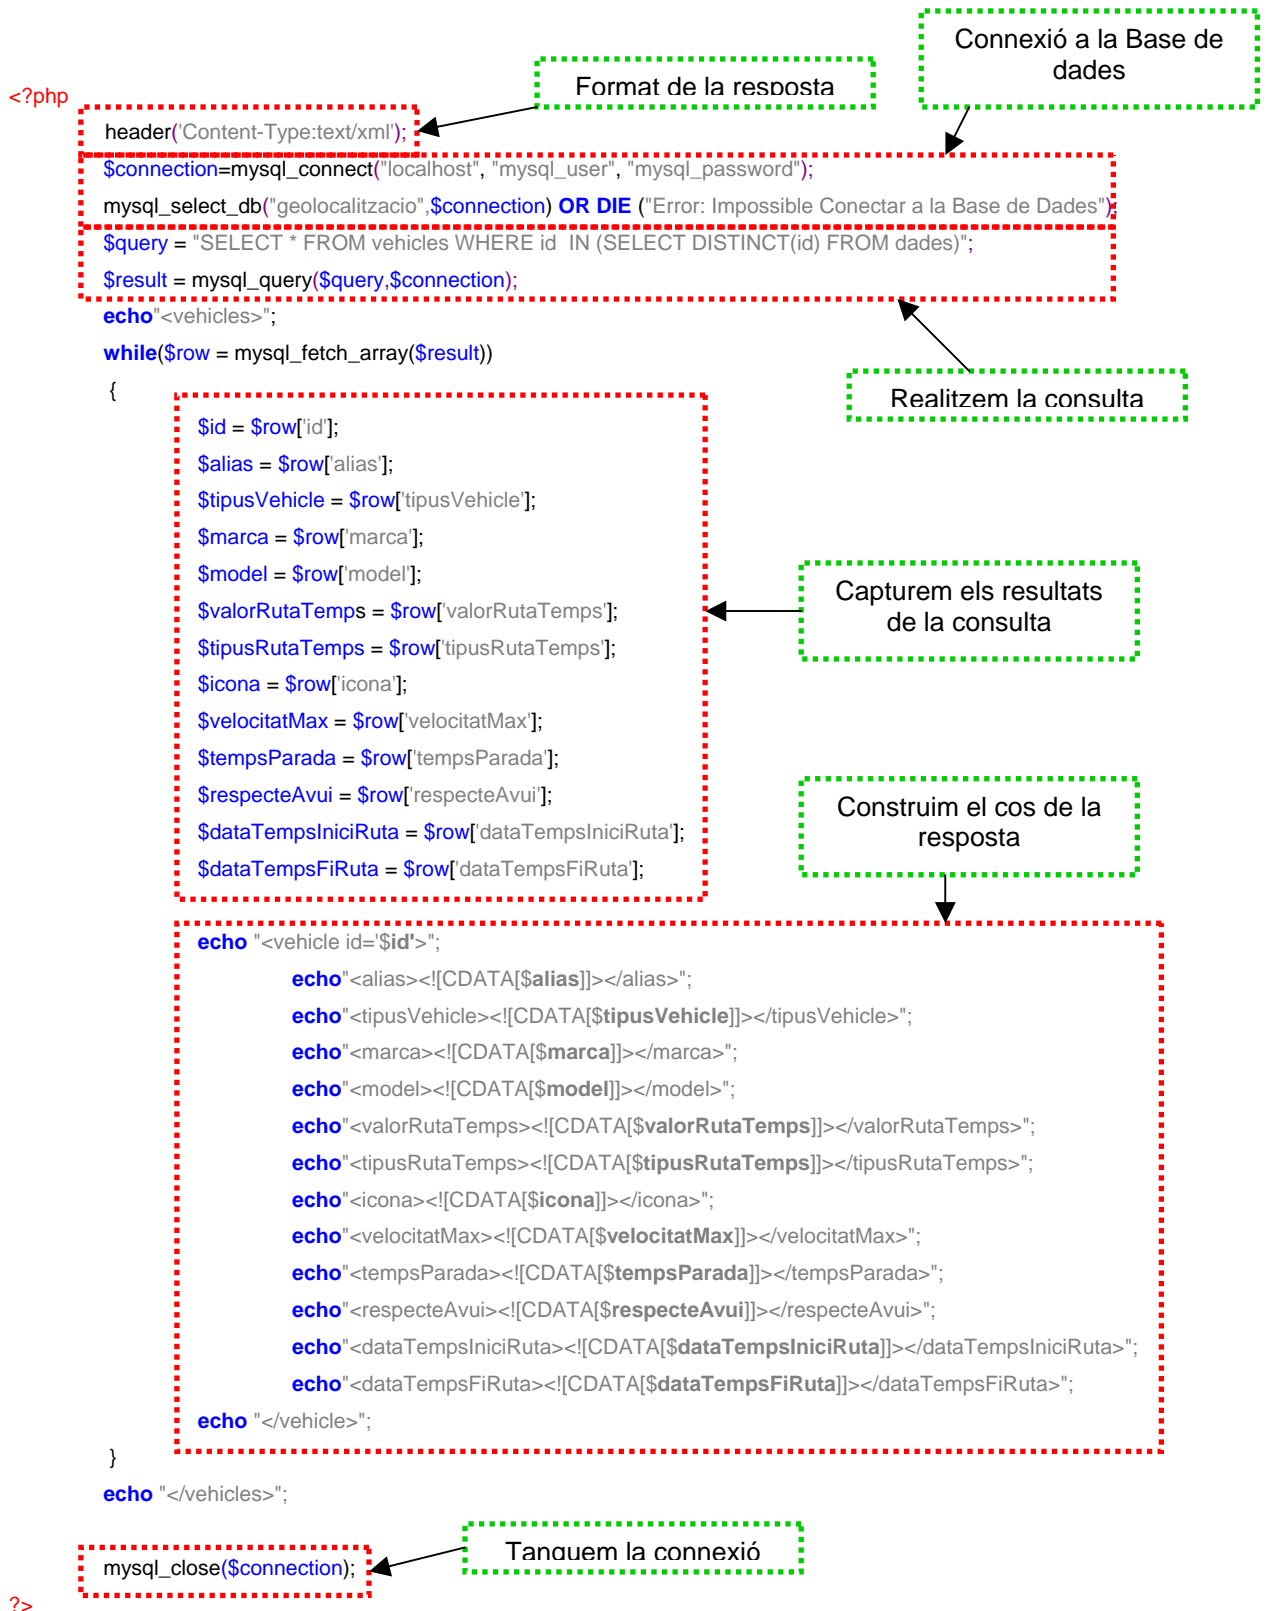 Connexió a la Base de
dades
Format de la resposta
<?php
header('Content-Type:text/xml');
$connection=mysql_connect("localhost", "mysql_user", "mysql_password");
mysql_select_db("geolocalitzacio",$connection) OR DIE ("Error: Impossible Conectar a la Base de Dades");
$query = "SELECT * FROM vehicles WHERE id  IN (SELECT DISTINCT(id) FROM dades)";
$result = mysql_query($query,$connection);
echo"<vehicles>";
while($row = mysql_fetch_array($result))
{
Realitzem la consulta
$id = $row['id'];
$alias = $row['alias'];
$tipusVehicle = $row['tipusVehicle'];
$marca = $row['marca'];
$model = $row['model'];
$valorRutaTemps = $row['valorRutaTemps'];
$tipusRutaTemps = $row['tipusRutaTemps'];
$icona = $row['icona'];
$velocitatMax = $row['velocitatMax'];
$tempsParada = $row['tempsParada'];
$respecteAvui = $row['respecteAvui'];
$dataTempsIniciRuta = $row['dataTempsIniciRuta'];
$dataTempsFiRuta = $row['dataTempsFiRuta'];
Capturem els resultats
de la consulta
Construim el cos de la
resposta
echo "<vehicle id='$id'>";
echo"<alias><![CDATA[$alias]]></alias>";
echo"<tipusVehicle><![CDATA[$tipusVehicle]]></tipusVehicle>";
echo"<marca><![CDATA[$marca]]></marca>";
echo"<model><![CDATA[$model]]></model>";
echo"<valorRutaTemps><![CDATA[$valorRutaTemps]]></valorRutaTemps>";
echo"<tipusRutaTemps><![CDATA[$tipusRutaTemps]]></tipusRutaTemps>";
echo"<icona><![CDATA[$icona]]></icona>";
echo"<velocitatMax><![CDATA[$velocitatMax]]></velocitatMax>";
echo"<tempsParada><![CDATA[$tempsParada]]></tempsParada>";
echo"<respecteAvui><![CDATA[$respecteAvui]]></respecteAvui>";
echo"<dataTempsIniciRuta><![CDATA[$dataTempsIniciRuta]]></dataTempsIniciRuta>";
echo"<dataTempsFiRuta><![CDATA[$dataTempsFiRuta]]></dataTempsFiRuta>";
echo "</vehicle>";
}
echo "</vehicles>";
Tanquem la connexió
mysql_close($connection);
?>